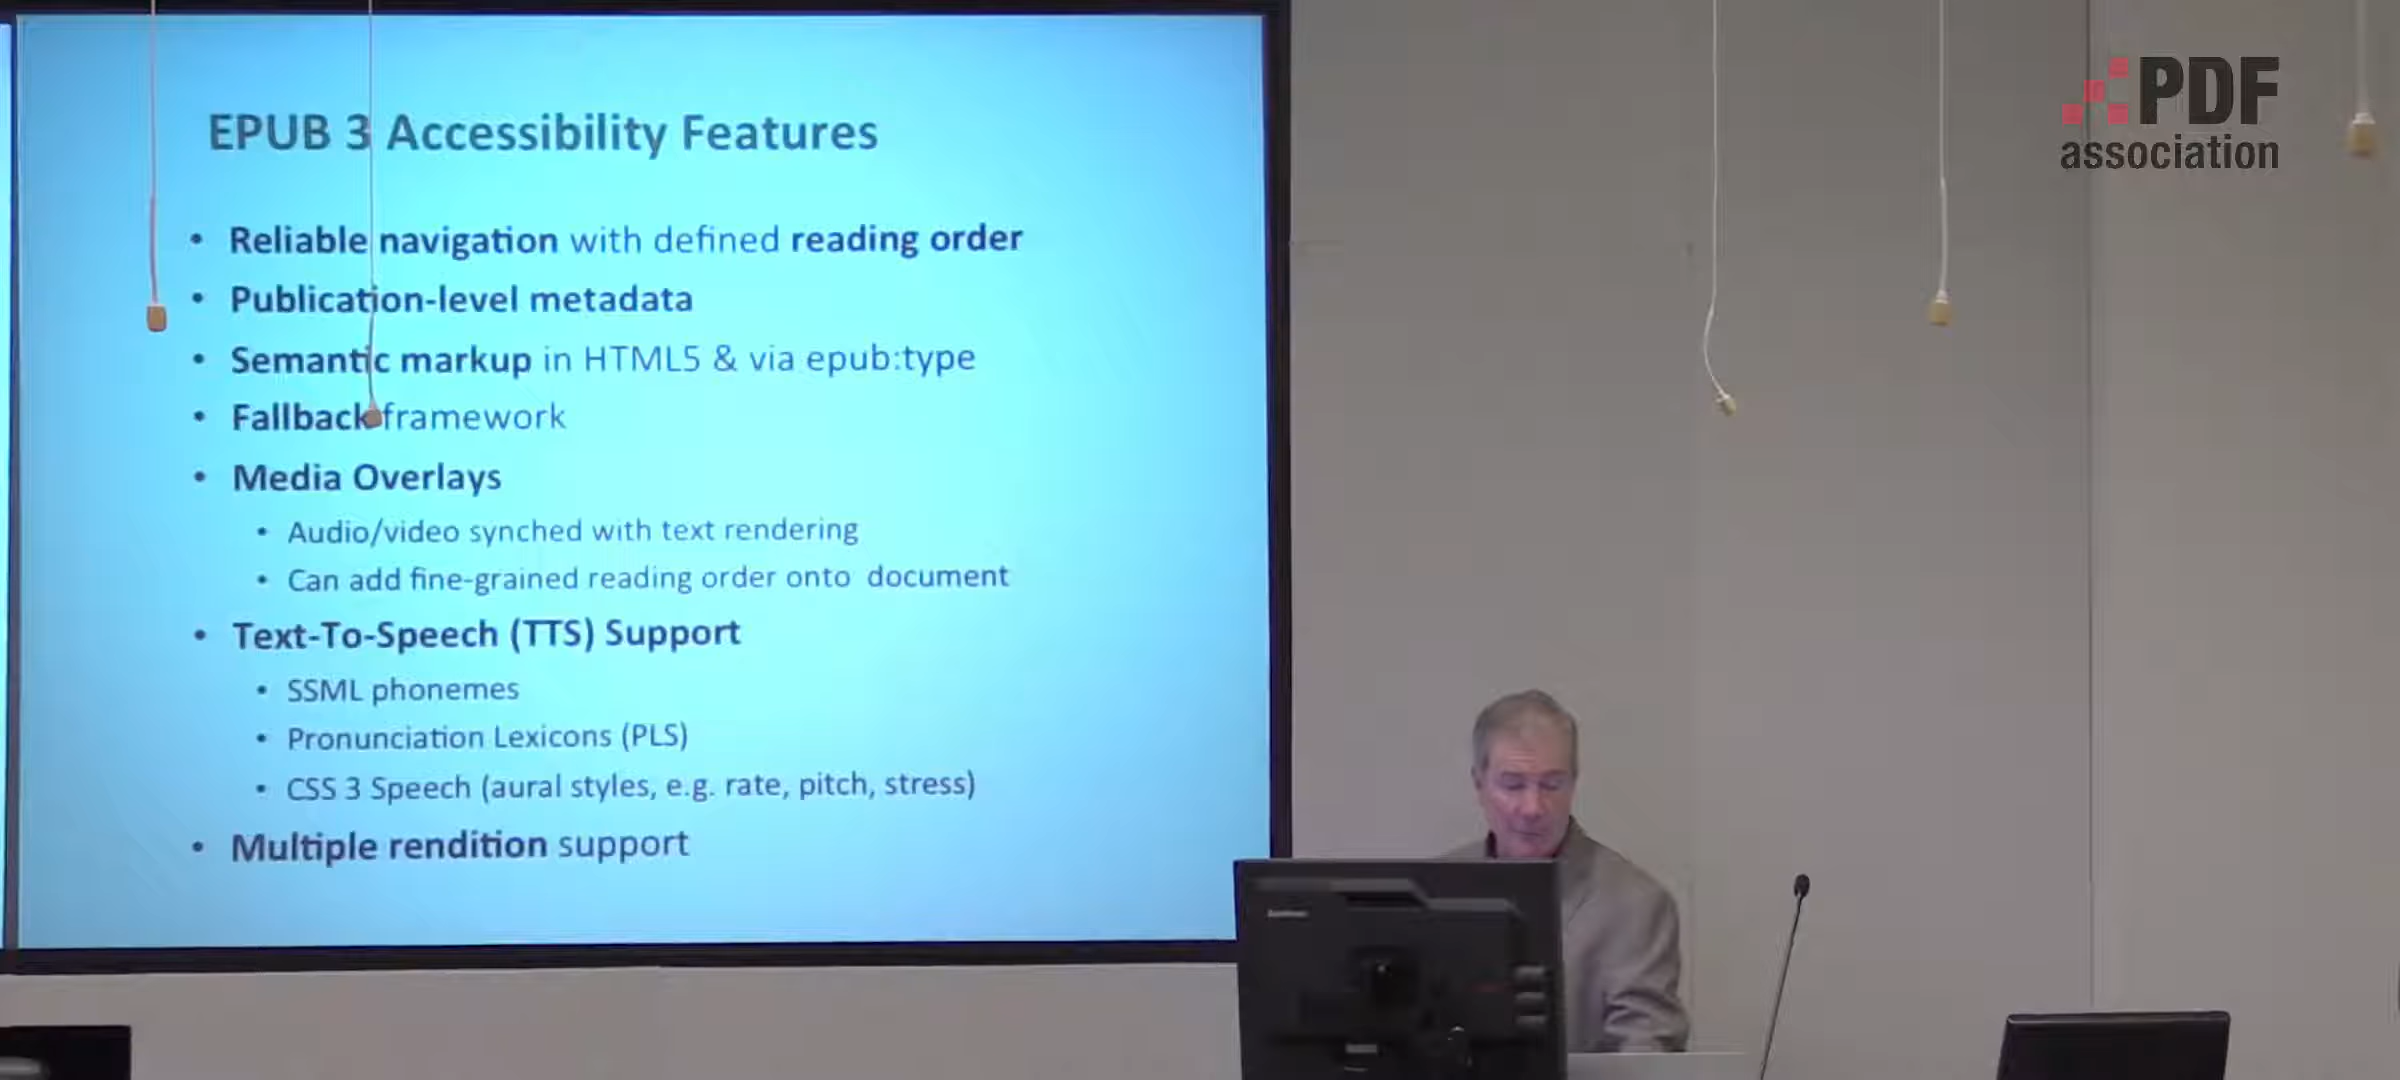 EPUB 3 Accessibility Features
• Reliable navigation with defined reading order
• Publication-level metadata
• Semantic markup in HTML5 & via epub:type
• Fallback framework
• Media Overlays
• Audio/video synched with text rendering
• Can add fine-grained reading order onto document
• Text-To-Speech (TTS) Support
• SSML phonemes
• Pronunciation Lexicons (PLS)
• CSS 3 Speech (aural styles, e.g. rate, pitch, stress)
• Multiple rendition support
PDF
association